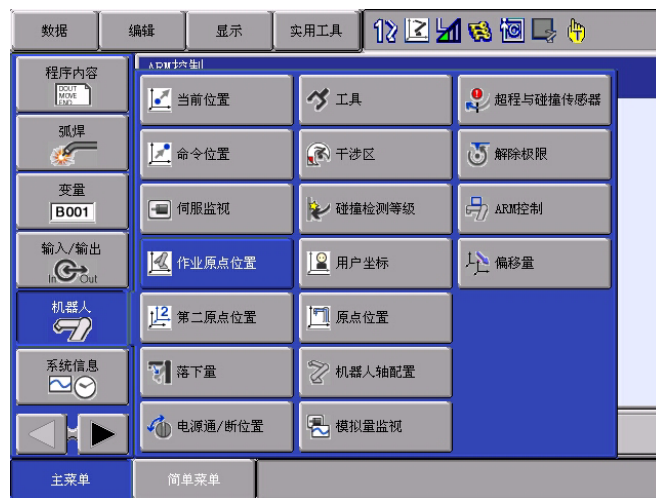 数据 编辑 显示 实用工具
程序内容
DOUT
MOVE
END
弧焊
变量
B001
输入/输出
In Out
机器人
系统信息
ARM控制
当前位置 工具 超程与碰撞传感器
命令位置 干涉区 解除极限
伺服监视 碰撞检测等级 ARM控制
作业原点位置 用户坐标 偏移量
第二原点位置 原点位置
落下量 机器人轴配置
电源通/断位置 模拟量监视
主菜单 简单菜单